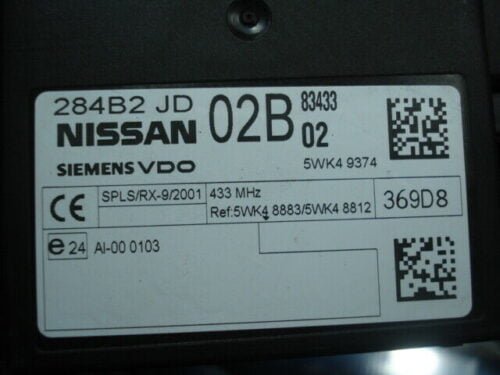 284B2 JD 02B 83433
NISSAN 02
SIEMENS VDO 5WK4 9374
CE SPLS/RX-9/2001 433 MHz
Ref:5WK4 8883/5WK4 8812 369D8
e 24 AI-00 0103